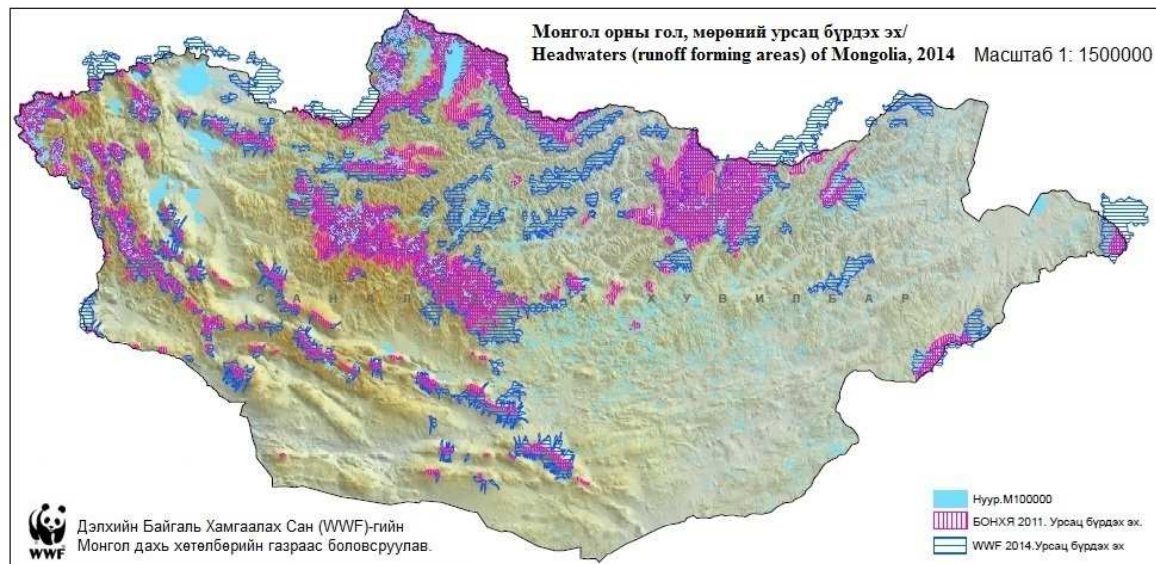 Монгол орны гол, мөрөний урсац бүрдэх эх/
Headwaters (runoff forming areas) of Mongolia, 2014 Масштаб 1: 1500000
С А Н А Л Х У В И Л Б А Р
Нуур.М100000
БОНХЯ 2011. Урсац бүрдэх эх.
WWF 2014.Урсац бүрдэх эх
WWF
Дэлхийн Байгаль Хамгаалах Сан (WWF)-гийн
Монгол дахь хөтөлбөрийн газраас боловсруулав.